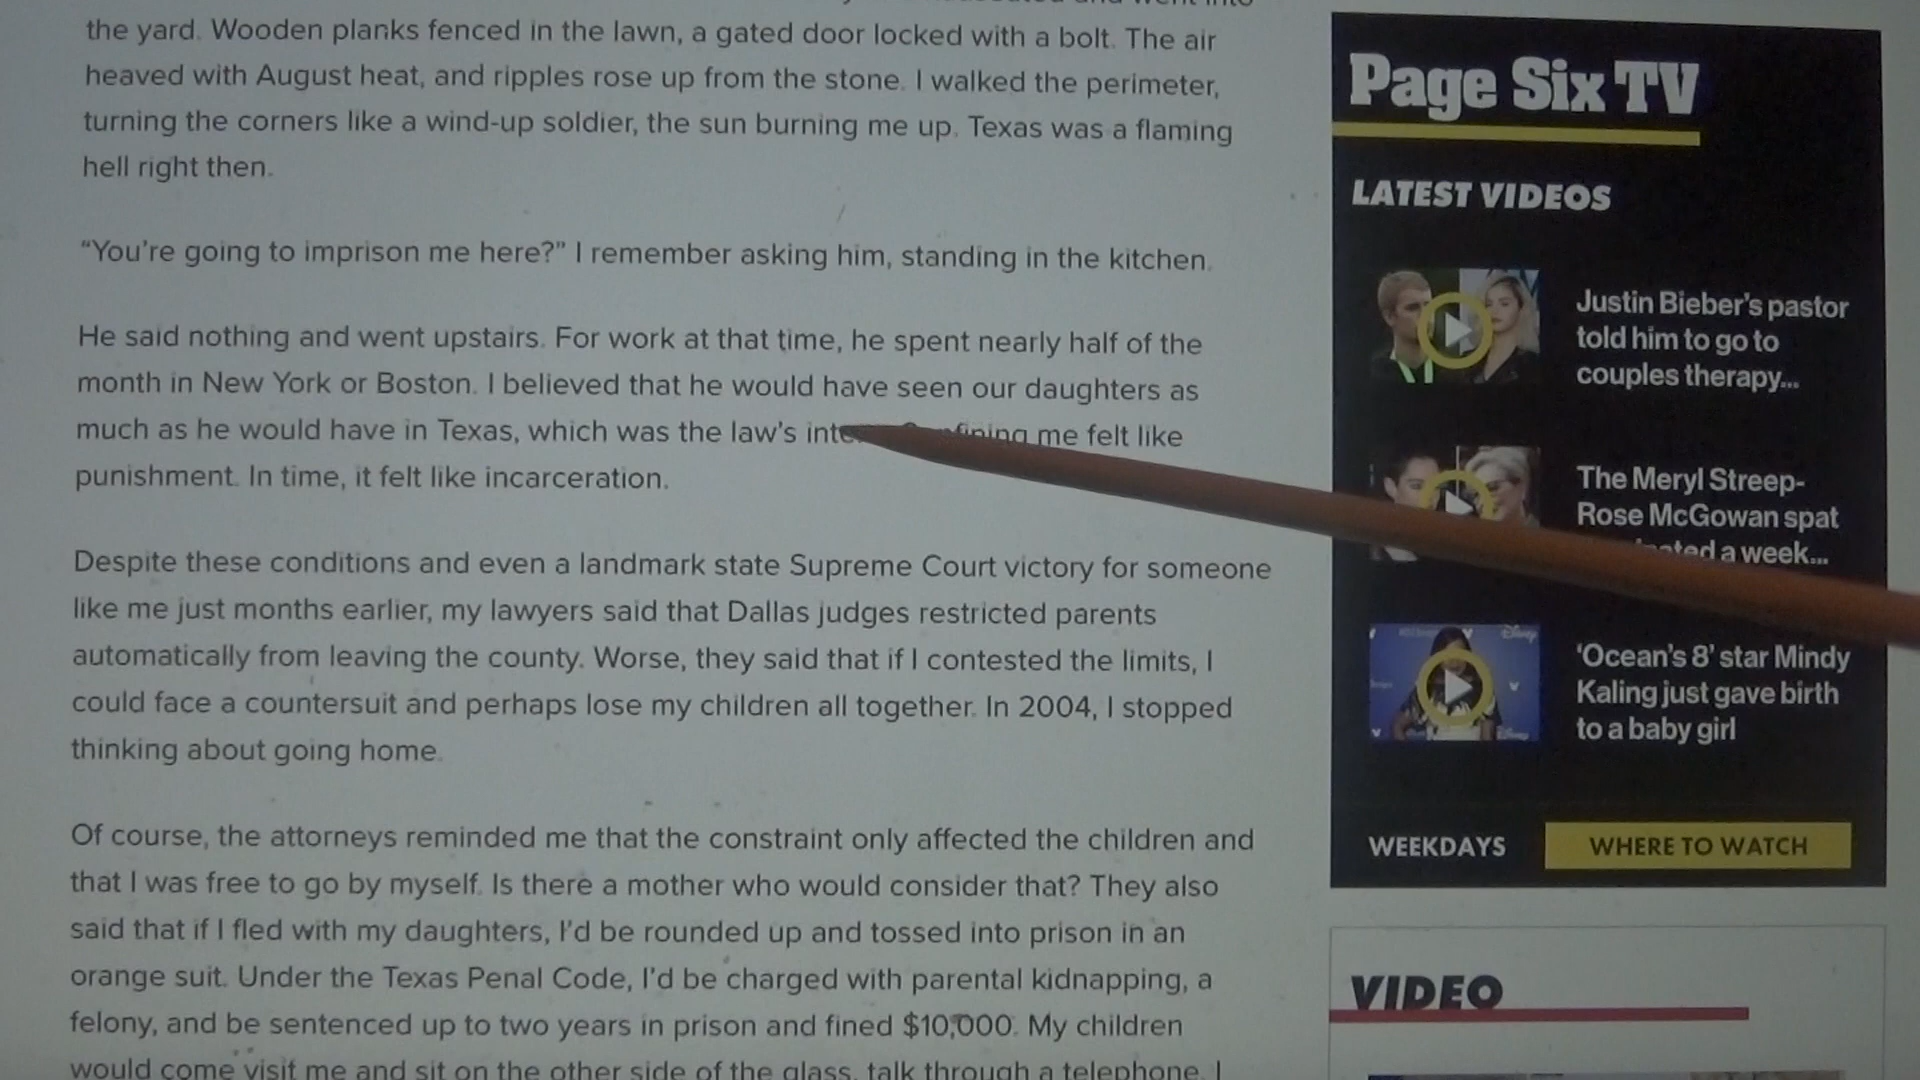 the yard. Wooden planks fenced in the lawn, a gated door locked with a bolt. The air
heaved with August heat, and ripples rose up from the stone. I walked the perimeter,
turning the corners like a wind-up soldier, the sun burning me up. Texas was a flaming
hell right then.
“You’re going to imprison me here?” I remember asking him, standing in the kitchen.
He said nothing and went upstairs. For work at that time, he spent nearly half of the
month in New York or Boston. I believed that he would have seen our daughters as
much as he would have in Texas, which was the law’s me felt like
punishment. In time, it felt like incarceration.
Despite these conditions and even a landmark state Supreme Court victory for someone
like me just months earlier, my lawyers said that Dallas judges restricted parents
automatically from leaving the county. Worse, they said that if I contested the limits, I
could face a countersuit and perhaps lose my children all together. In 2004, I stopped
thinking about going home.
Of course, the attorneys reminded me that the constraint only affected the children and
that I was free to go by myself. Is there a mother who would consider that? They also
said that if I fled with my daughters, I’d be rounded up and tossed into prison in an
orange suit. Under the Texas Penal Code, I’d be charged with parental kidnapping, a
felony, and be sentenced up to two years in prison and fined $10,000. My children
would come visit me and sit on the other side of the glass, talk through a telephone. I
Page Six TV
LATEST VIDEOS
Justin Bieber’s pastor
told him to go to
couples therapy...
The Meryl Streep-
Rose McGowan spat
a week...
‘Ocean’s 8’ star Mindy
Kaling just gave birth
to a baby girl
WEEKDAYS
WHERE TO WATCH
VIDEO